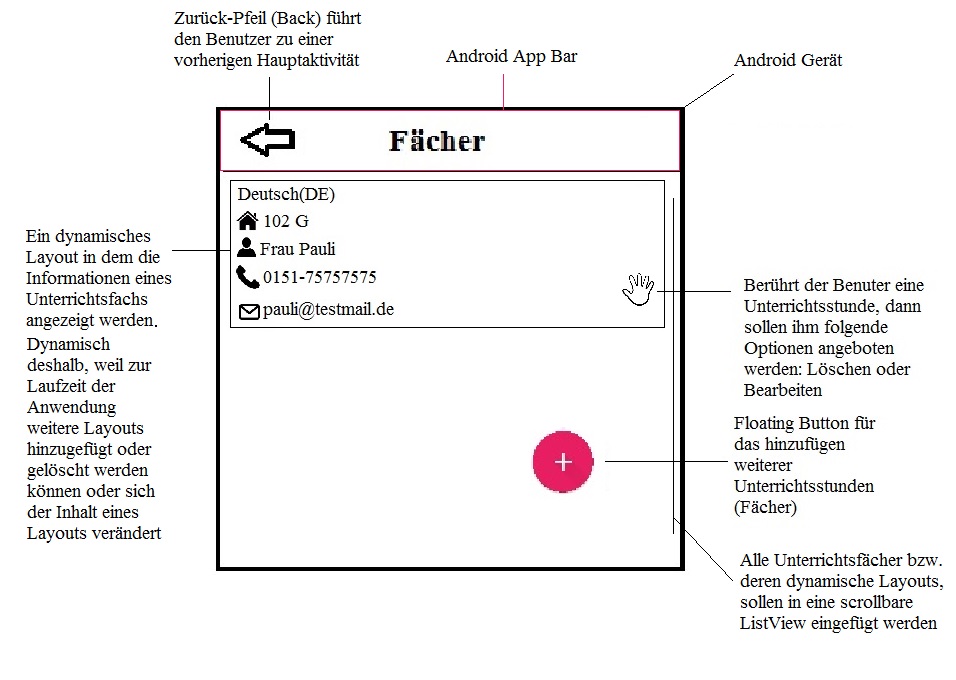 Zurück-Pfeil (Back) führt
den Benutzer zu einer
vorherigen Hauptaktivität
Android App Bar
Android Gerät
Fächer
Deutsch(DE)
102 G
Frau Pauli
0151-75757575
pauli@testmail.de
Ein dynamisches
Layout in dem die
Informationen eines
Unterrichtsfachs
angezeigt werden.
Dynamisch
deshalb, weil zur
Laufzeit der
Anwendung
weitere Layouts
hinzugefügt oder
gelöscht werden
können oder sich
der Inhalt eines
Layouts verändert
Berührt der Benuter eine
Unterrichtsstunde, dann
sollen ihm folgende
Optionen angeboten
werden: Löschen oder
Bearbeiten
Floating Button für
das hinzufügen
weiterer
Unterrichtsstunden
(Fächer)
Alle Unterrichtsfächer bzw.
deren dynamische Layouts,
sollen in eine scrollbare
ListView eingefügt werden